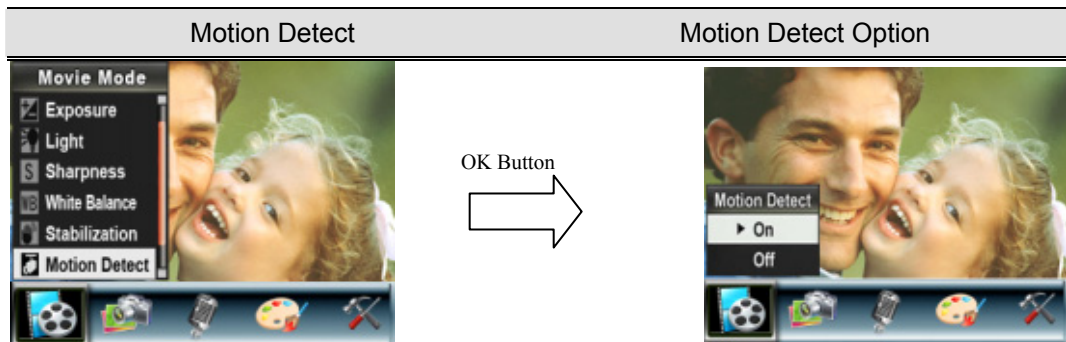 Motion Detect
Motion Detect Option
Movie Mode
Exposure
Light
S Sharpness
WB White Balance
Stabilization
Motion Detect
OK Button
Motion Detect
On
Off